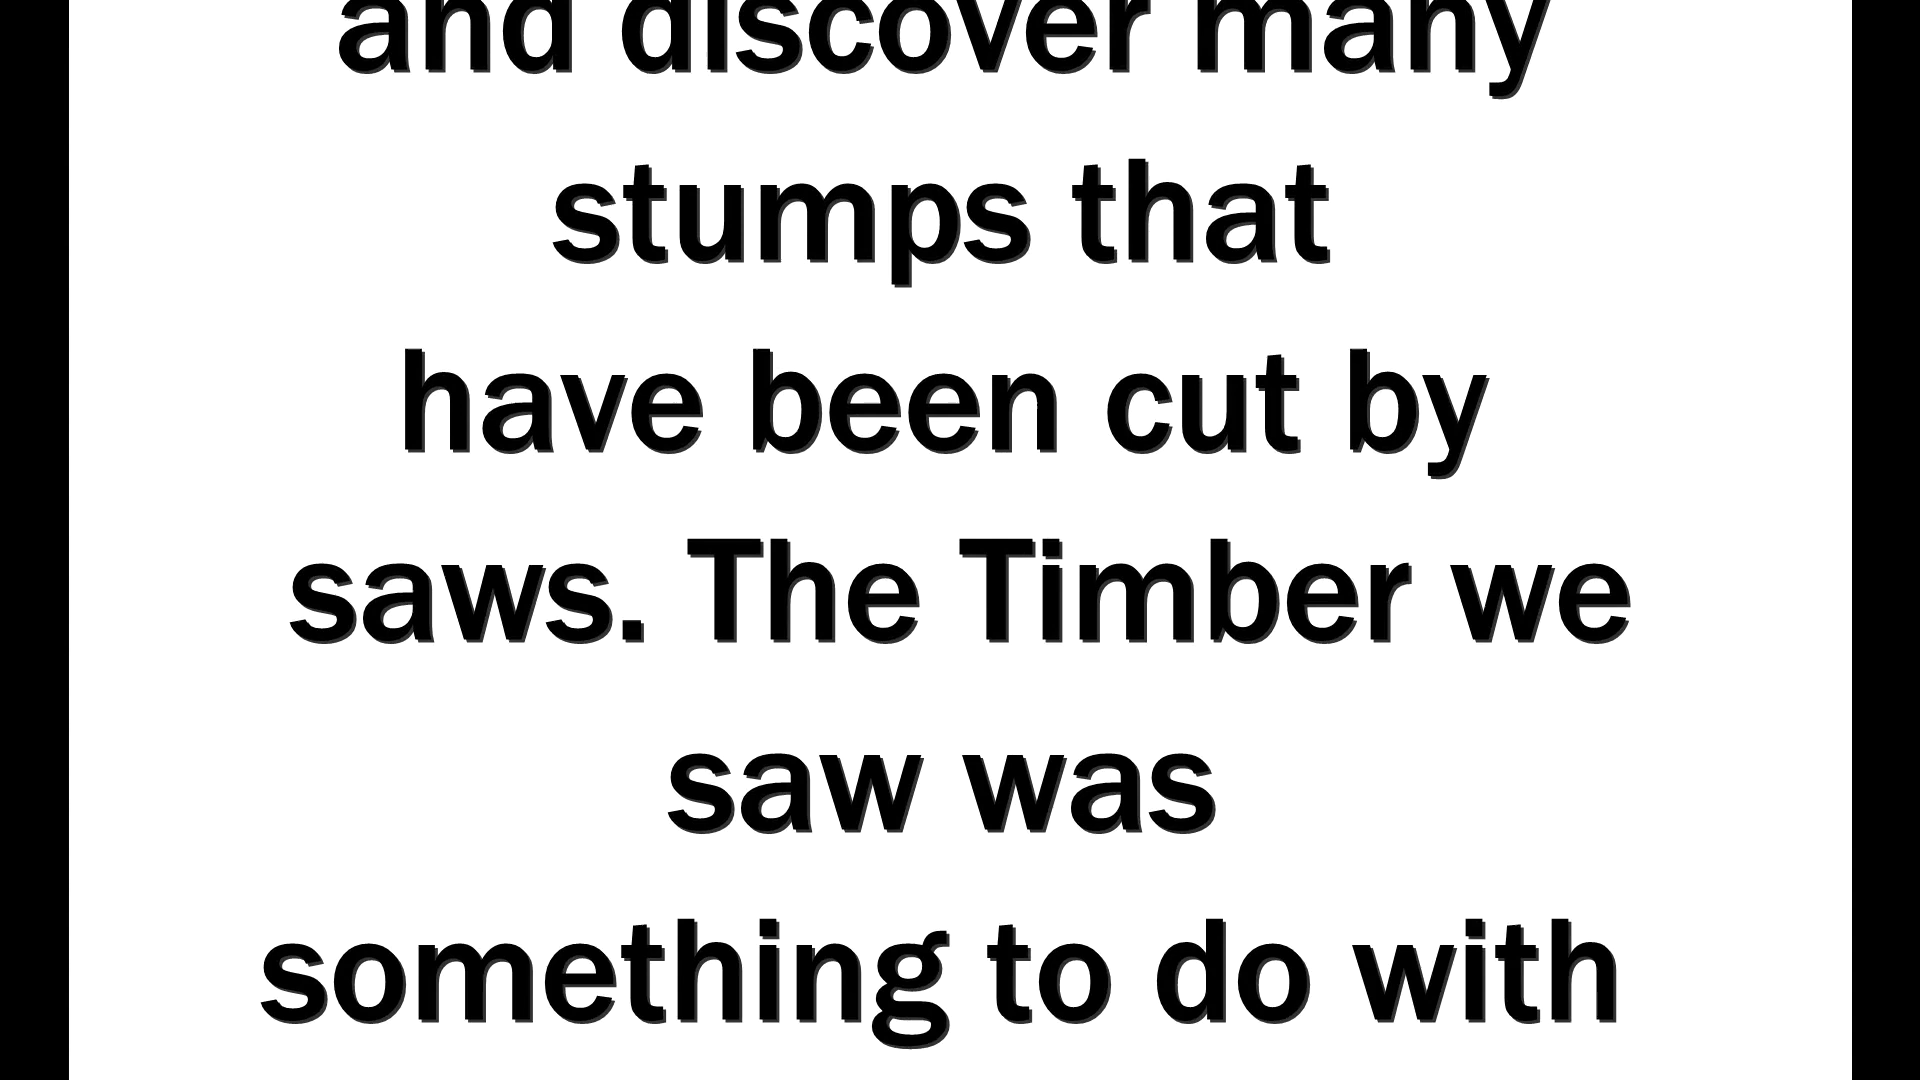 and discover many
stumps that
have been cut by
saws. The Timber we
saw was
something to do with